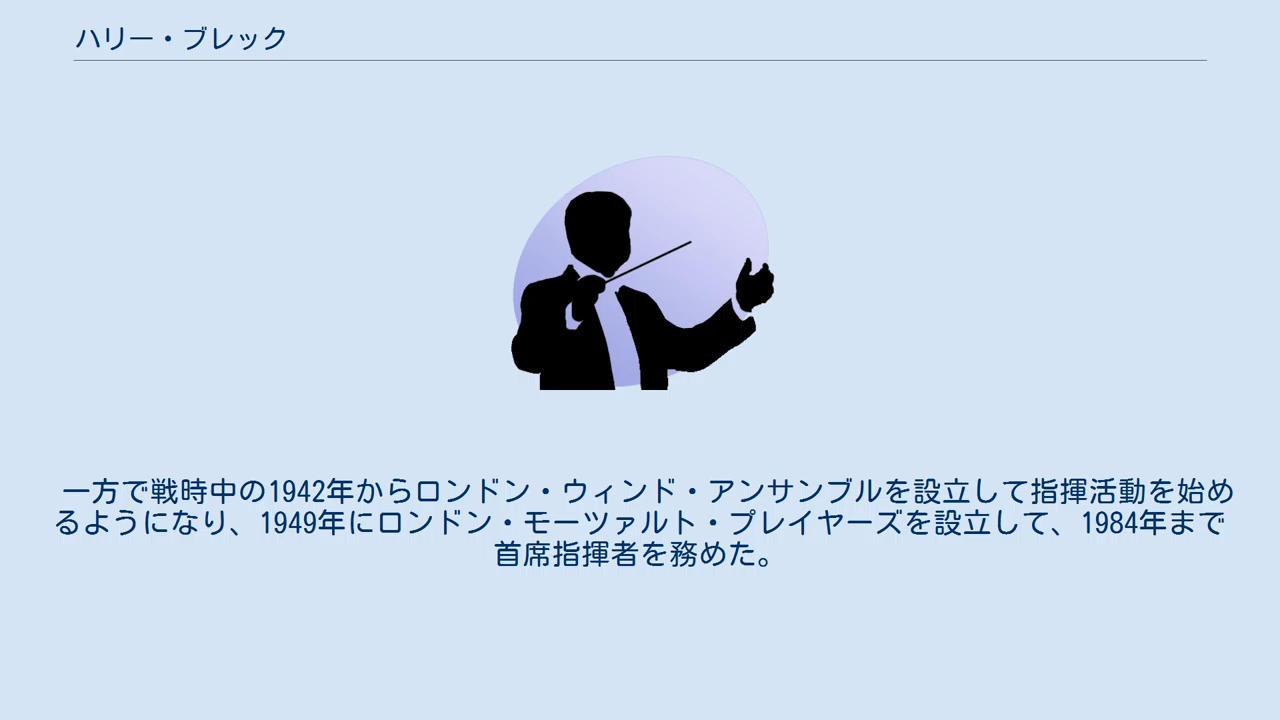 ハリー・ブレック
一方で戦時中の1942年からロンドン・ウィンド・アンサンブルを設立して指揮活動を始め
るようになり、1949年にロンドン・モーツァルト・プレイヤーズを設立して、1984年まで
首席指揮者を務めた。